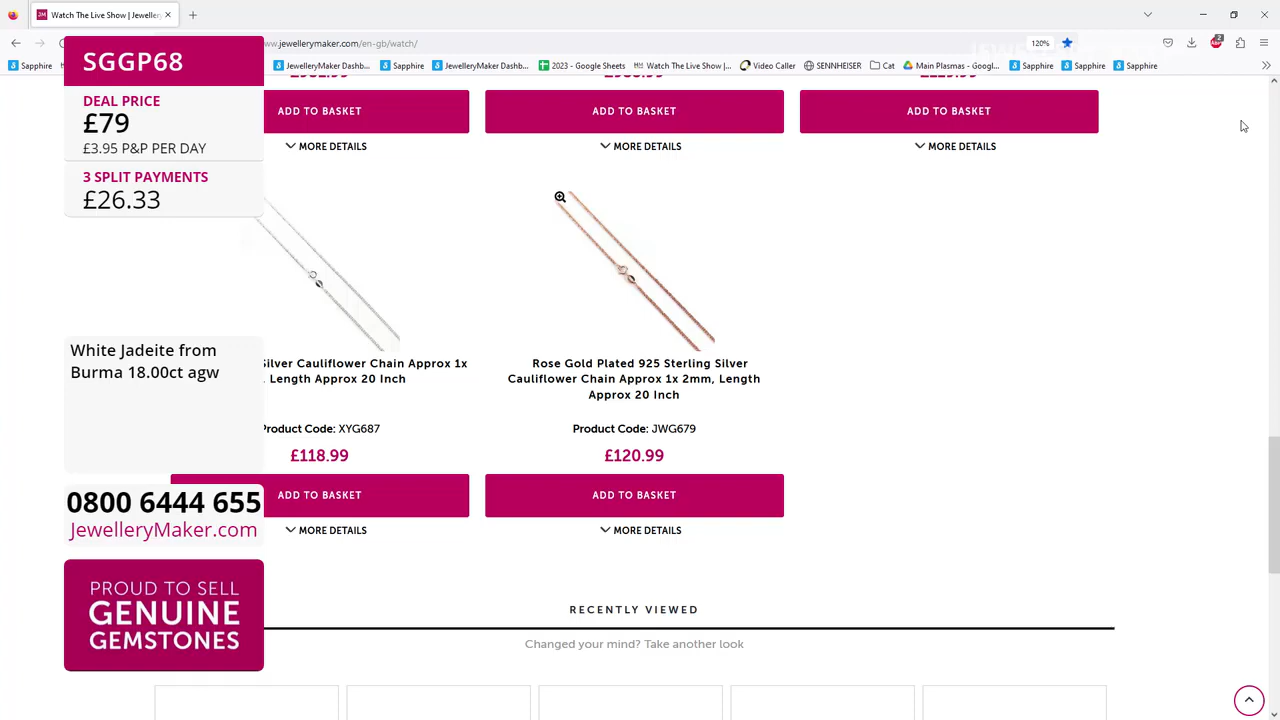 Watch The Live Show | Jewellery
ww.jewellerymaker.com/en-gb/watch/
120%
2
Sapphire
JewelleryMaker Dashb...
Sapphire
JewelleryMaker Dashb...
2023 - Google Sheets
Watch The Live Show |...
Video Caller
SENNHEISER
Cat
Main Plasmas - Googl...
Sapphire
Sapphire
Sapphire
SGGP68
DEAL PRICE
£79
£3.95 P&P PER DAY
3 SPLIT PAYMENTS
£26.33
ADD TO BASKET
ADD TO BASKET
ADD TO BASKET
MORE DETAILS
MORE DETAILS
MORE DETAILS
White Jadeite from
Burma 18.00ct agw
Silver Cauliflower Chain Approx 1x
Length Approx 20 Inch
Product Code: XYG687
£118.99
ADD TO BASKET
MORE DETAILS
Rose Gold Plated 925 Sterling Silver
Cauliflower Chain Approx 1x 2mm, Length
Approx 20 Inch
Product Code: JWG679
£120.99
ADD TO BASKET
MORE DETAILS
0800 6444 655
JewelleryMaker.com
PROUD TO SELL
GENUINE
GEMSTONES
RECENTLY VIEWED
Changed your mind? Take another look